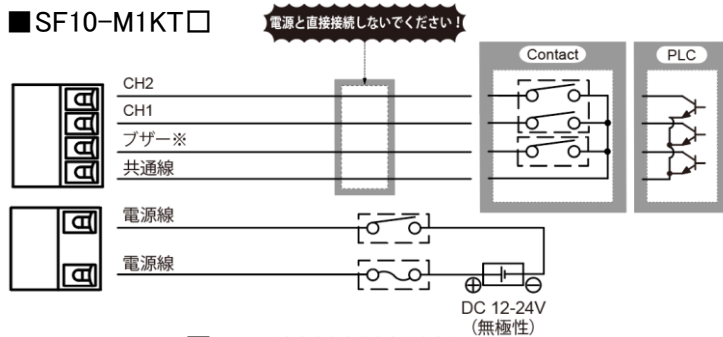 ■SF10-M1KT□
電源と直接接続しないでください！
Contact
PLC
CH2
CH1
ブザー※
共通線
電源線
電源線
DC 12-24V
（無極性）